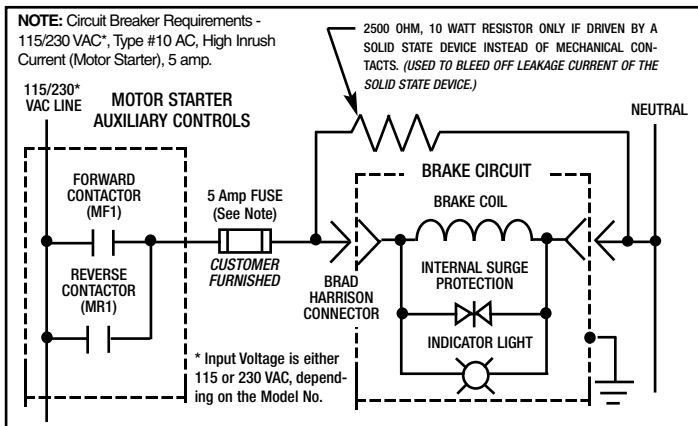 NOTE: Circuit Breaker Requirements -
115/230 VAC*, Type #10 AC, High Inrush
Current (Motor Starter), 5 amp.
2500 OHM, 10 WATT RESISTOR ONLY IF DRIVEN BY A
SOLID STATE DEVICE INSTEAD OF MECHANICAL CON-
TACTS. (USED TO BLEED OFF LEAKAGE CURRENT OF THE
SOLID STATE DEVICE.)
115/230*
VAC LINE
MOTOR STARTER
AUXILIARY CONTROLS
NEUTRAL
FORWARD
CONTACTOR
(MF1)
5 Amp FUSE
(See Note)
CUSTOMER
FURNISHED
BRAKE CIRCUIT
BRAKE COIL
REVERSE
CONTACTOR
(MR1)
BRAD
HARRISON
CONNECTOR
INTERNAL SURGE
PROTECTION
INDICATOR LIGHT
* Input Voltage is either
115 or 230 VAC, depend-
ing on the Model No.